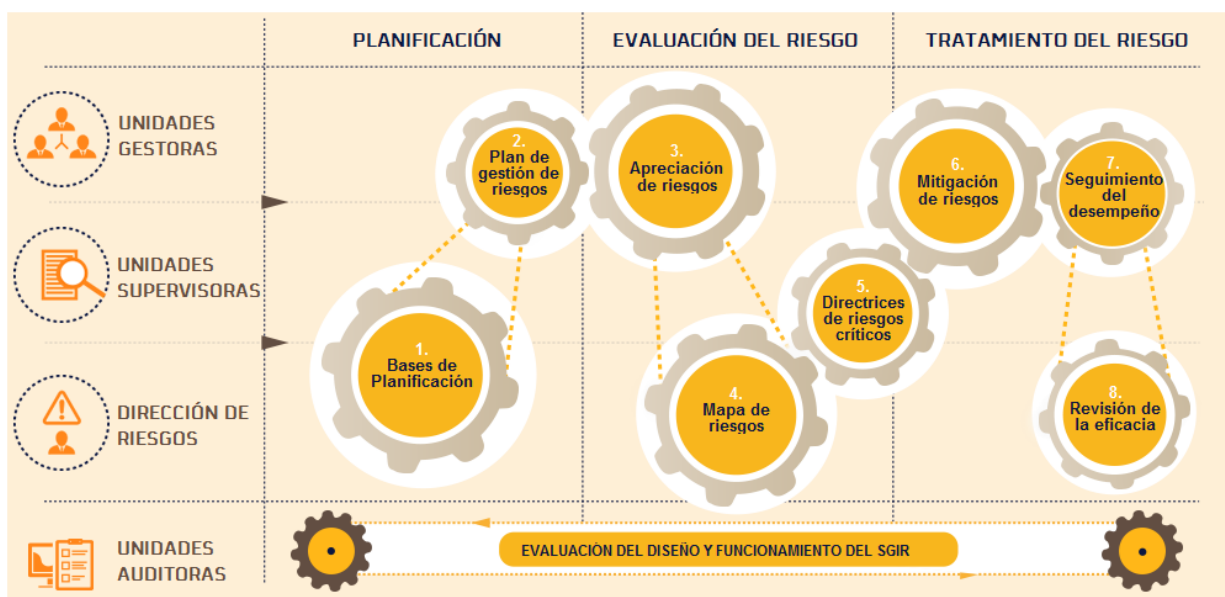 PLANIFICACIÓN
EVALUACIÓN DEL RIESGO
TRATAMIENTO DEL RIESGO
UNIDADES
GESTORAS
2.
Plan de
gestión de
riesgos
3.
Apreciación
de riesgos
6.
Mitigación
de riesgos
7.
Seguimiento
del
desempeño
UNIDADES
SUPERVISORAS
5.
Directrices
de riesgos
críticos
DIRECCIÓN DE
RIESGOS
1.
Bases de
Planificación
4.
Mapa de
riesgos
8.
Revisión de
la eficacia
UNIDADES
AUDITORAS
EVALUACIÓN DEL DISEÑO Y FUNCIONAMIENTO DEL SGIR